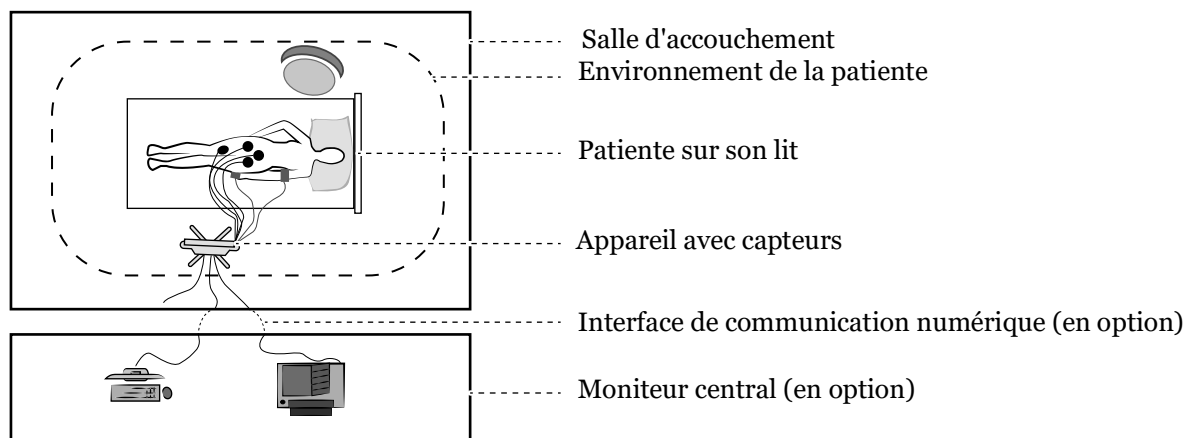 Salle d'accouchement
Environnement de la patiente
Patiente sur son lit
Appareil avec capteurs
Interface de communication numérique (en option)
Moniteur central (en option)